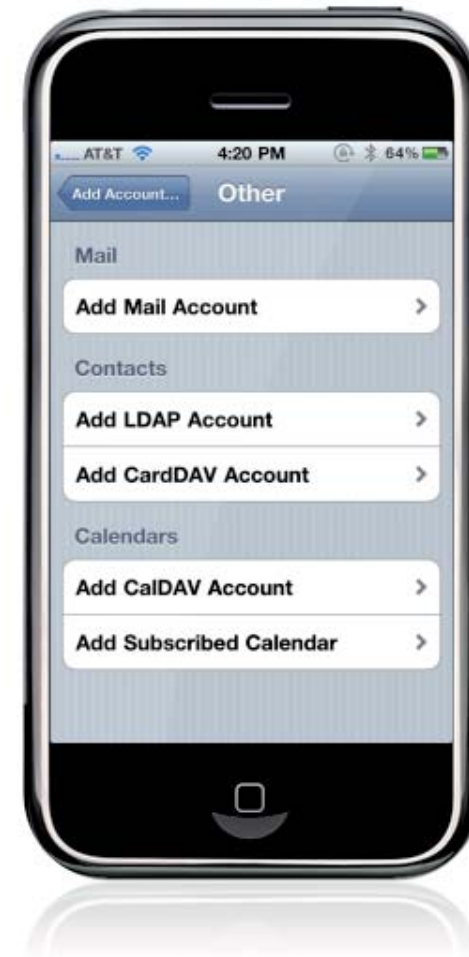 AT&T 4:20 PM 64%
Add Account... Other
Mail
Add Mail Account
Contacts
Add LDAP Account
Add CardDAV Account
Calendars
Add CalDAV Account
Add Subscribed Calendar